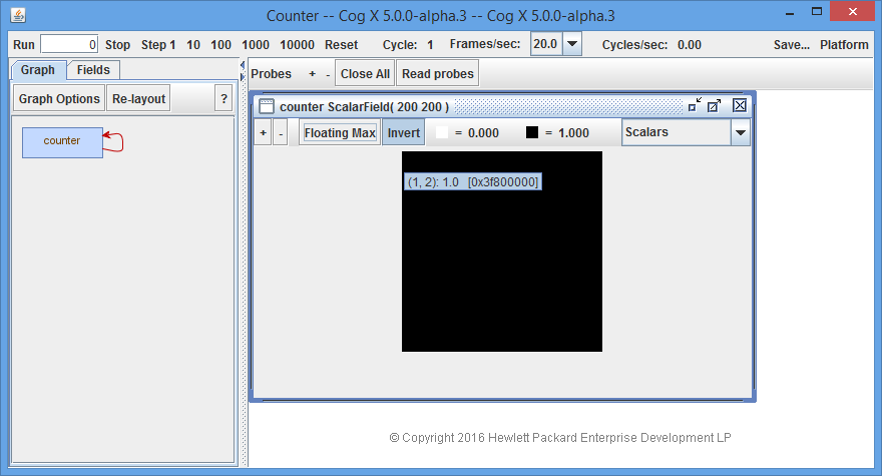 Counter -- Cog X 5.0.0-alpha.3 -- Cog X 5.0.0-alpha.3
Run 0 Stop Step 1 10 100 1000 10000 Reset Cycle: 1 Frames/sec: 20.0 Cycles/sec: 0.00 Save... Platform
Graph Fields
Probes + - Close All Read probes
Graph Options Re-layout ?
counter ScalarField( 200 200 )
+ - Floating Max Invert = 0.000 = 1.000 Scalars
counter
(1, 2): 1.0 [0x3f800000]
© Copyright 2016 Hewlett Packard Enterprise Development LP